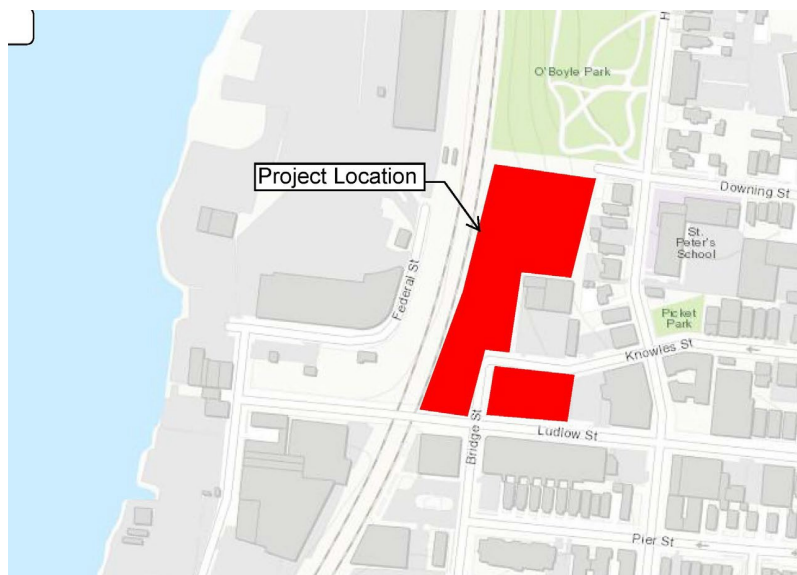 H
O'Boyle Park
Project Location
Downing St
St.
Peter's
School
Federal St
Picket
Park
Knowles St
Bridge St
Ludlow St
Pier St